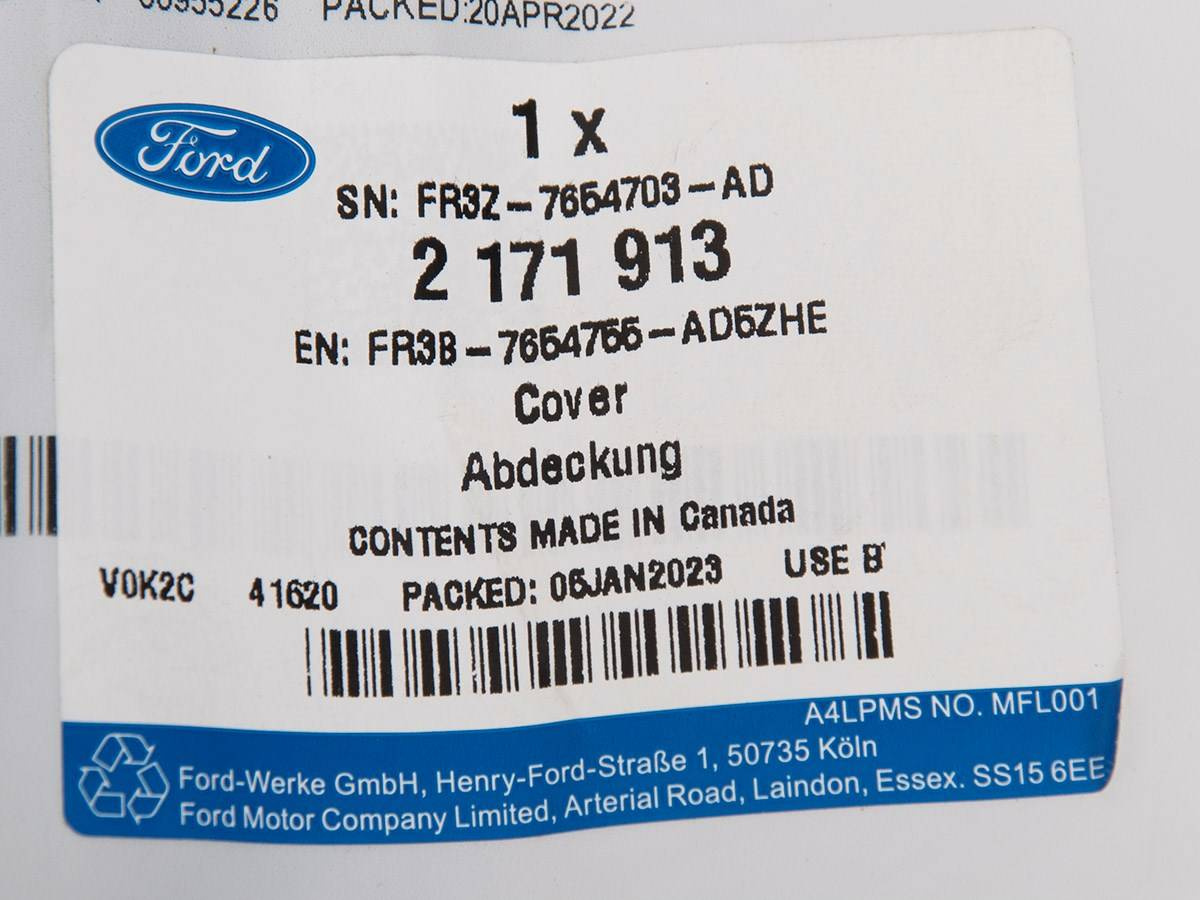 PACKED:20APR2022
Ford
1 x
SN: FR3Z-7654703-AD
2 171 913
EN: FR3B-7654755-AD5ZHE
Cover
Abdeckung
CONTENTS MADE IN Canada
V0K2C 41620 PACKED: 05JAN2023 USE B
A4LPMS NO. MFL001
Ford-Werke GmbH, Henry-Ford-Straße 1, 50735 Köln
Ford Motor Company Limited, Arterial Road, Laindon, Essex. SS15 6EE